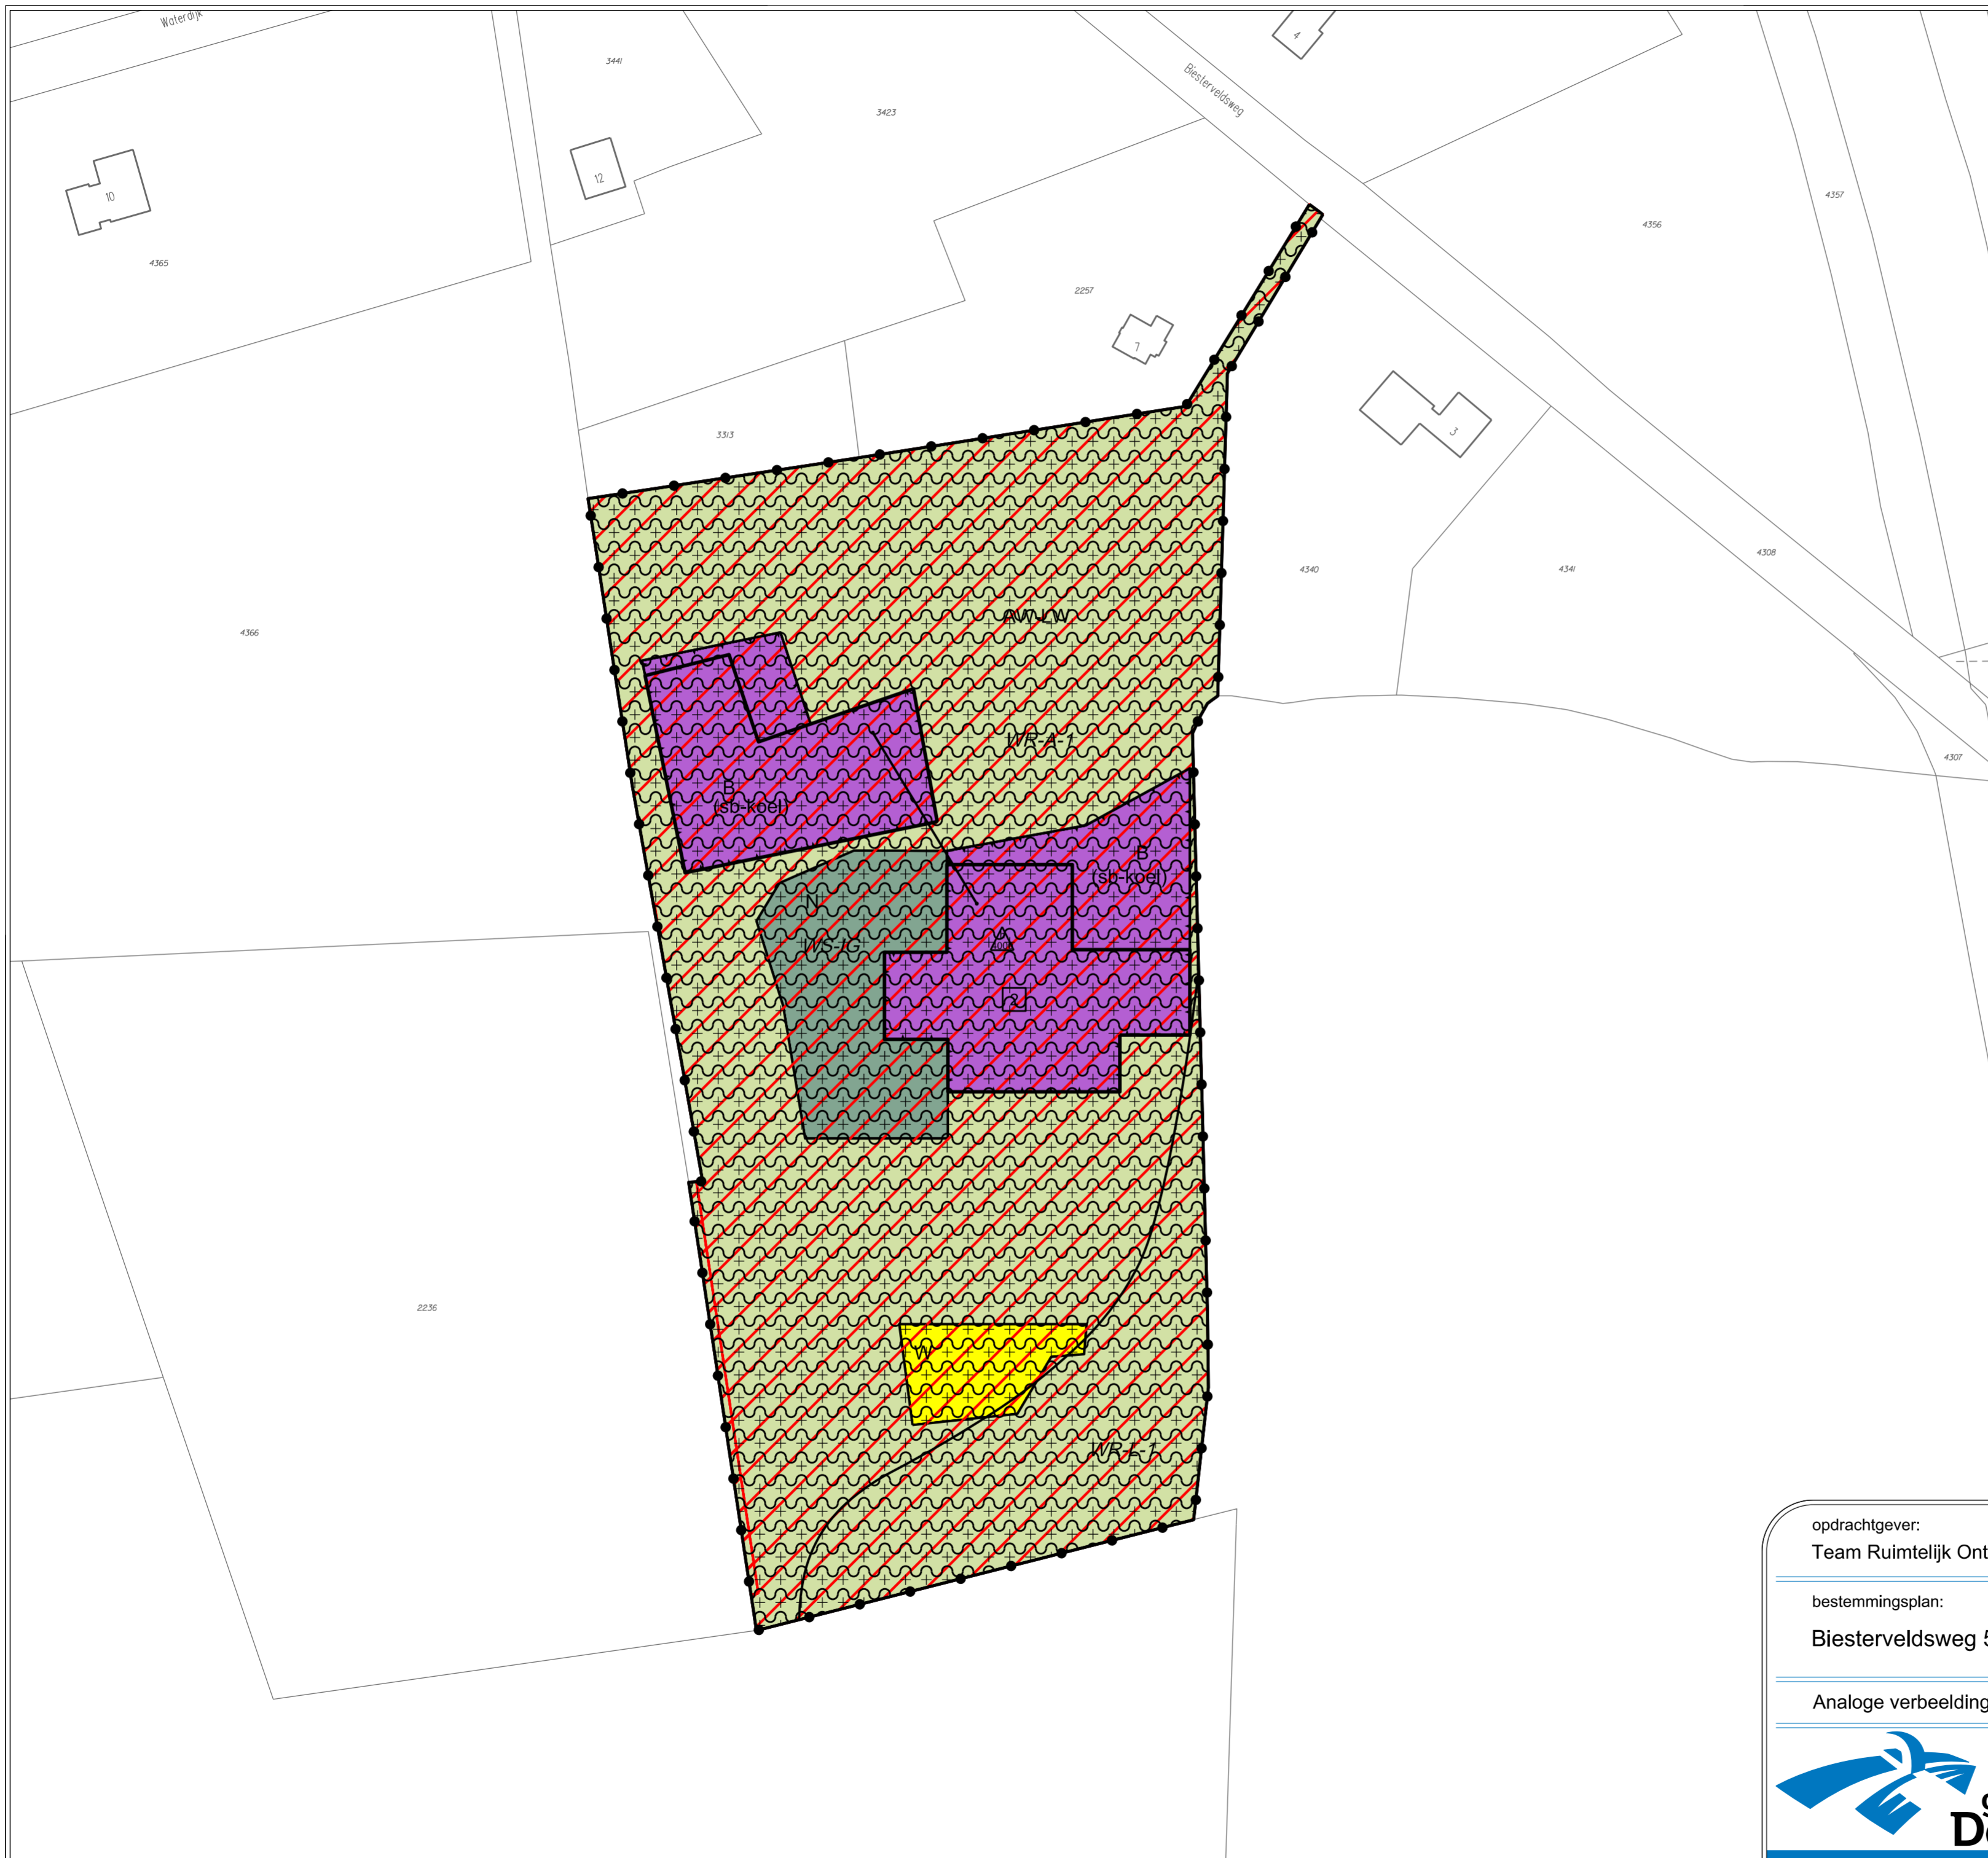 Waterdijk
3441
3423
Biesterveldsweg
4
10
12
4365
4357
4356
2257
7
3
3313
4308
4340
4341
4366
AW-LW
WR-A-1
4307
B
(sb-koel)
B
(sb-koel)
N
WS-IG
2
2236
W
WR-L-1
opdrachtgever:
Team Ruimtelijk Ont
bestemmingsplan:
Biesterveldsweg 5
Analoge verbeelding